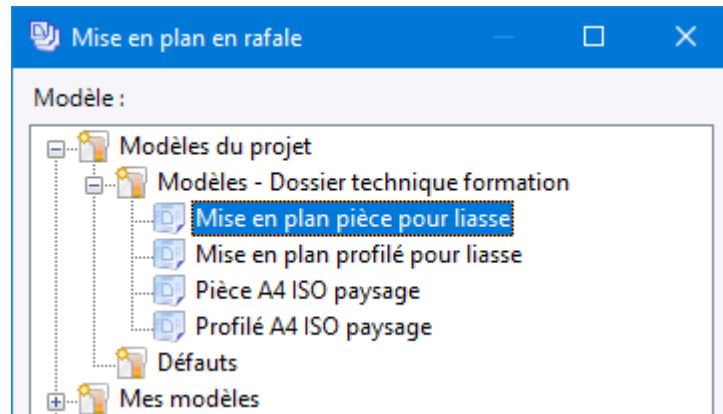 Mise en plan en rafale
Modèle :
Modèles du projet
Modèles - Dossier technique formation
Mise en plan pièce pour liasse
Mise en plan profilé pour liasse
Pièce A4 ISO paysage
Profilé A4 ISO paysage
Défauts
Mes modèles